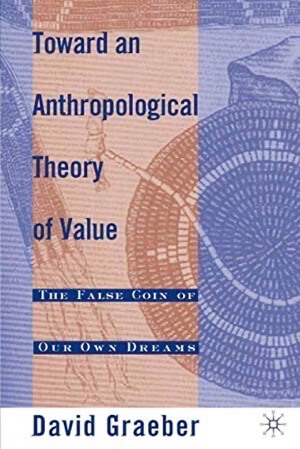 Toward an
Anthropological
Theory
of Value
The False Coin of
Our Own Dreams
David Graeber